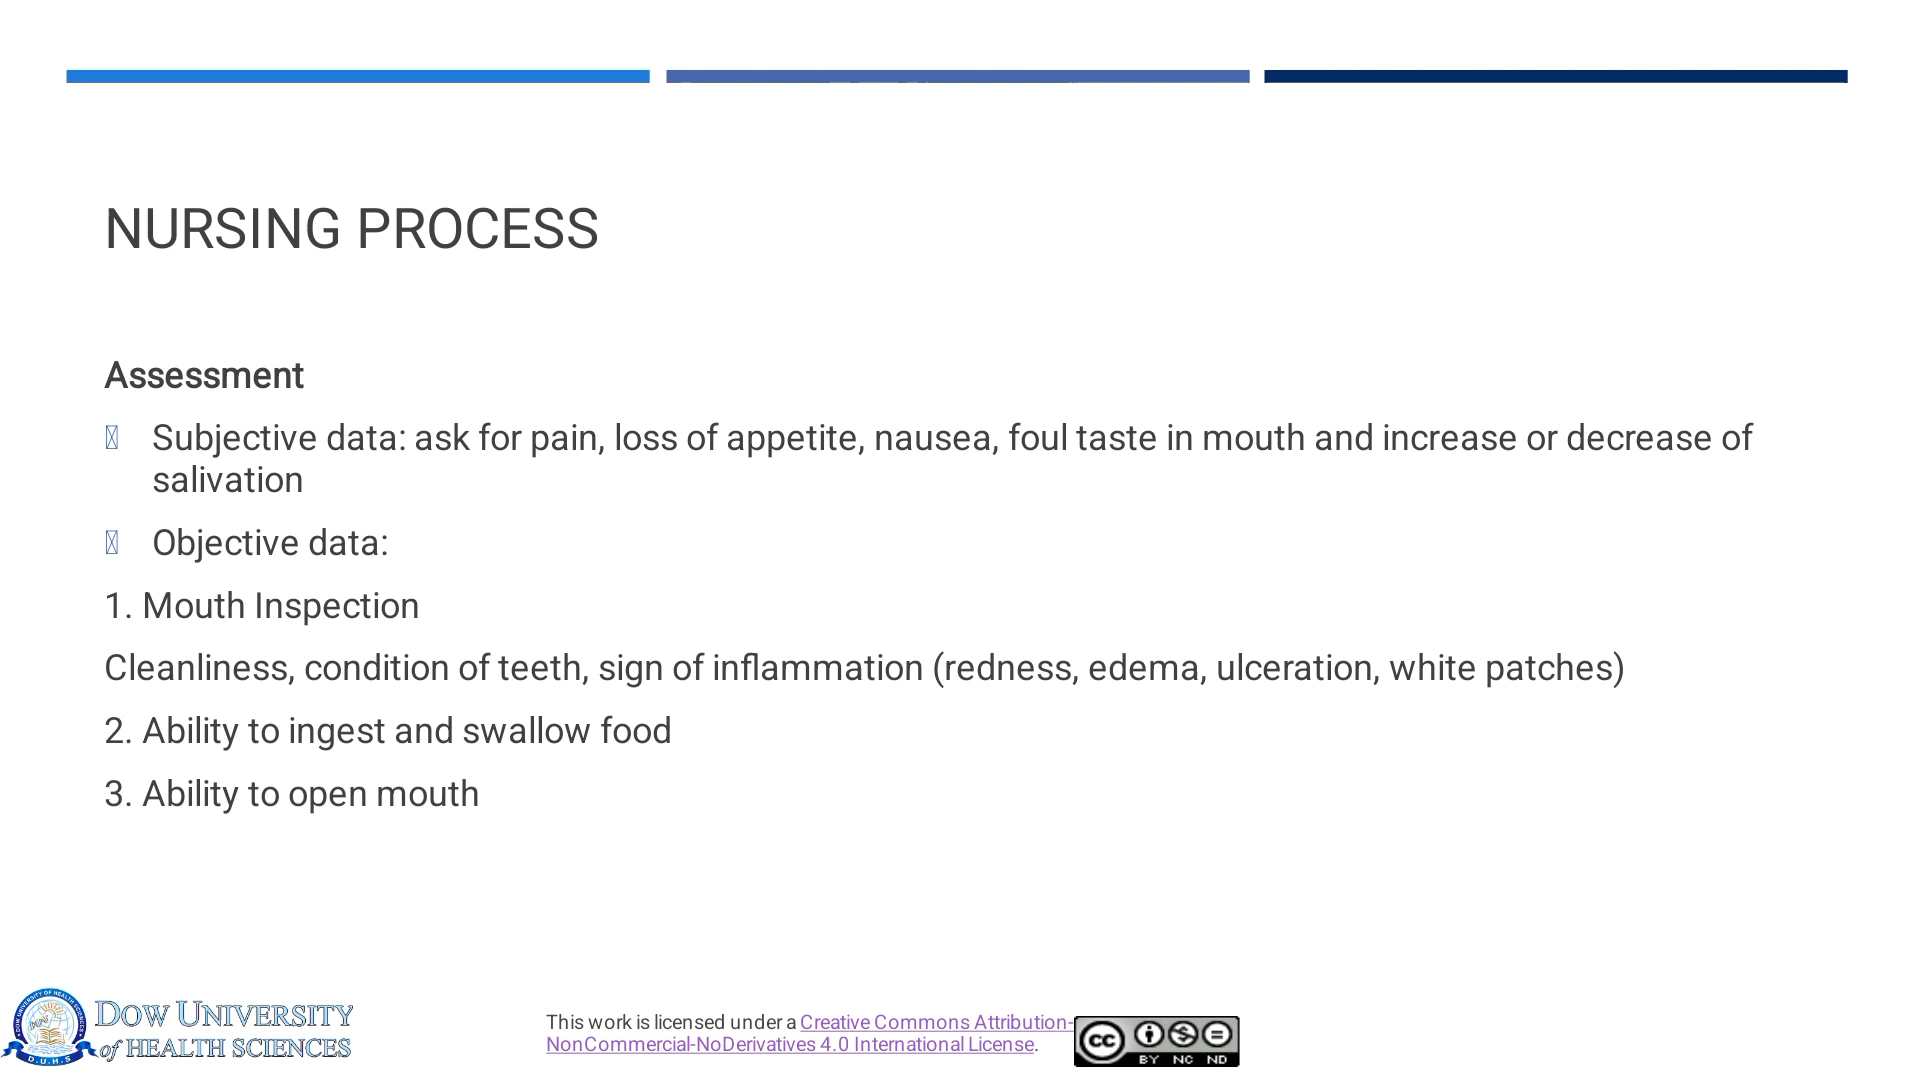 NURSING PROCESS
Assessment
Subjective data: ask for pain, loss of appetite, nausea, foul taste in mouth and increase or decrease of
salivation
Objective data:
1. Mouth Inspection
Cleanliness, condition of teeth, sign of inflammation (redness, edema, ulceration, white patches)
2. Ability to ingest and swallow food
3. Ability to open mouth
DOW UNIVERSITY
of HEALTH SCIENCES
D.U.H.S
This work is licensed under a Creative Commons Attribution-
NonCommercial-NoDerivatives 4.0 International License.
cc
BY NC ND